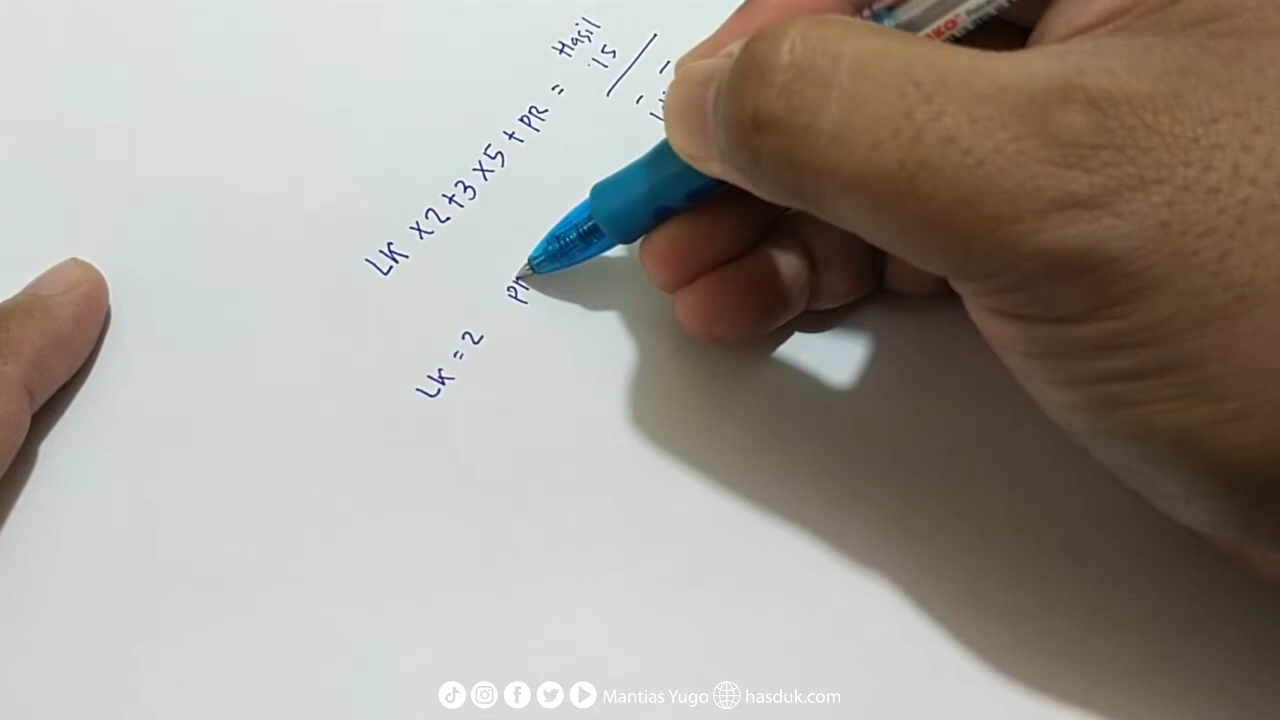 LK x 2 + 3 x 5 + PR = Hasil
15
LK = 2
Mantias Yugo hasduk.com